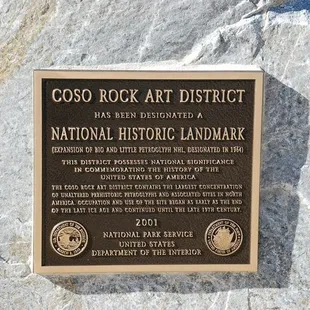 COSO ROCK ART DISTRICT
HAS BEEN DESIGNATED A
NATIONAL HISTORIC LANDMARK
(EXPANSION OF BIG AND LITTLE PETROGLYPH NHL, DESIGNATED IN 1964)
THIS DISTRICT POSSESSES NATIONAL SIGNIFICANCE
IN COMMEMORATING THE HISTORY OF THE
UNITED STATES OF AMERICA
THE COSO ROCK ART DISTRICT CONTAINS THE LARGEST CONCENTRATION
OF UNALTERED PREHISTORIC PETROGLYPHS AND ASSOCIATED SITES IN NORTH
AMERICA. OCCUPATION AND USE OF THE SITE BEGAN AS EARLY AS THE END
OF THE LAST ICE AGE AND CONTINUED UNTIL THE LATE 19TH CENTURY.
2001
NATIONAL PARK SERVICE
UNITED STATES
DEPARTMENT OF THE INTERIOR